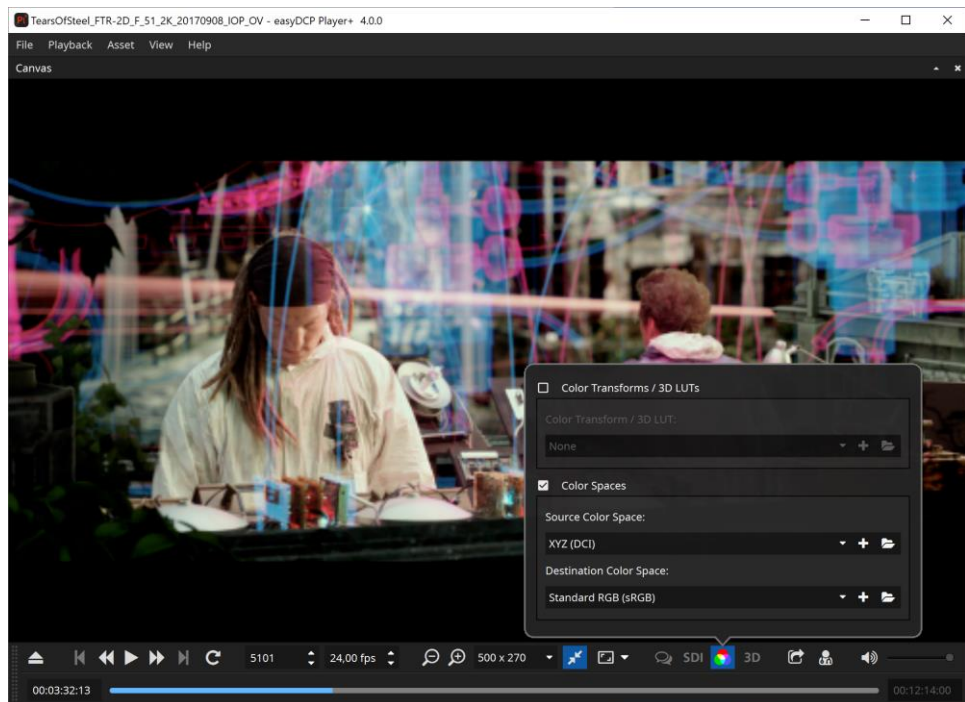 TearsOfSteel_FTR-2D_F_51_2K_20170908_IOP_OV - easyDCP Player+ 4.0.0
File Playback Asset View Help
Canvas
Color Transforms / 3D LUTs
Color Transform / 3D LUT:
None
Color Spaces
Source Color Space:
XYZ (DCI)
Destination Color Space:
Standard RGB (sRGB)
5101 24,00 fps 500 x 270 SDI 3D
00:03:32:13 00:12:14:00